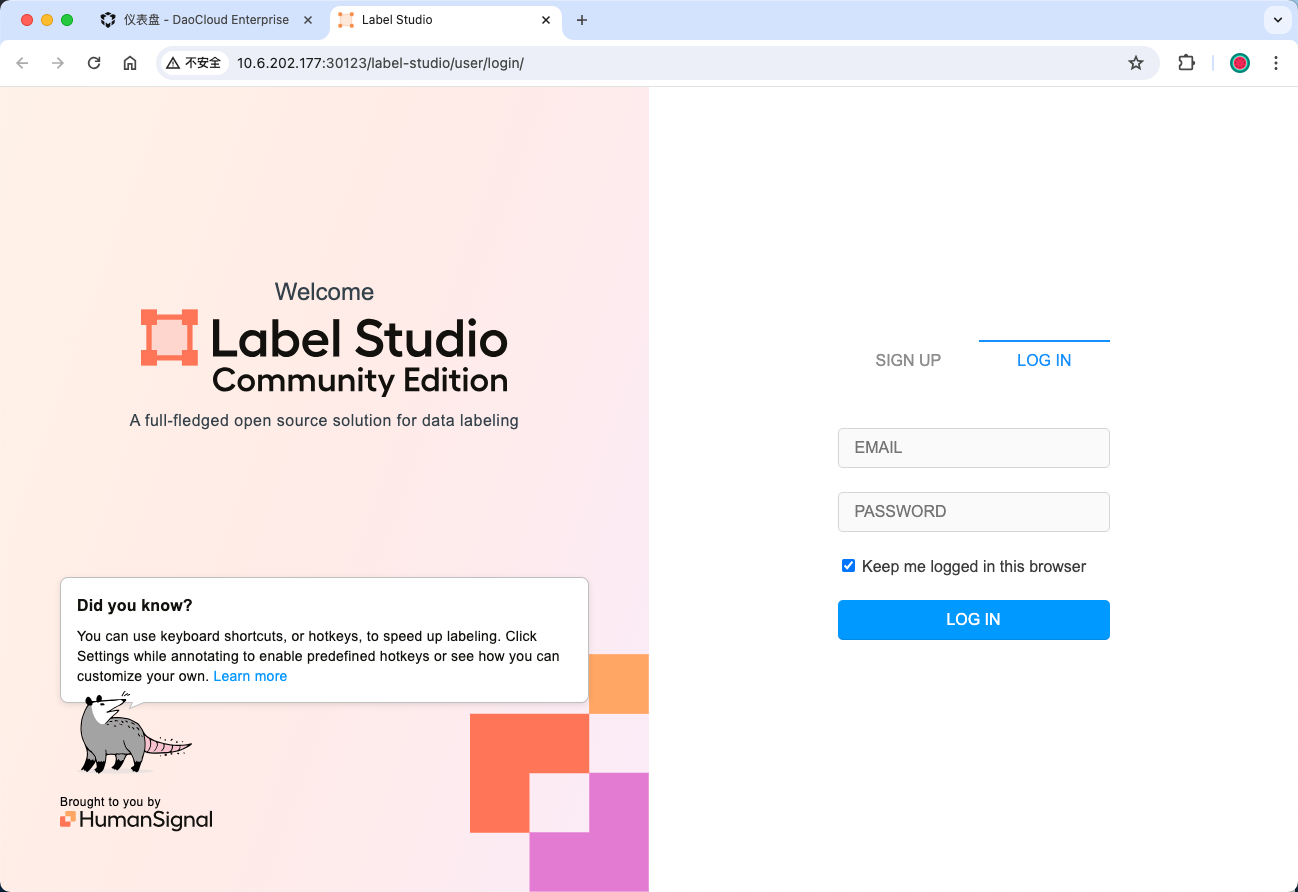 仪表盘 - DaoCloud Enterprise
Label Studio
不安全
10.6.202.177:30123/label-studio/user/login/
Welcome
Label Studio
Community Edition
A full-fledged open source solution for data labeling
Did you know?
You can use keyboard shortcuts, or hotkeys, to speed up labeling. Click
Settings while annotating to enable predefined hotkeys or see how you can
customize your own. Learn more
Brought to you by
HumanSignal
SIGN UP
LOG IN
EMAIL
PASSWORD
Keep me logged in this browser
LOG IN